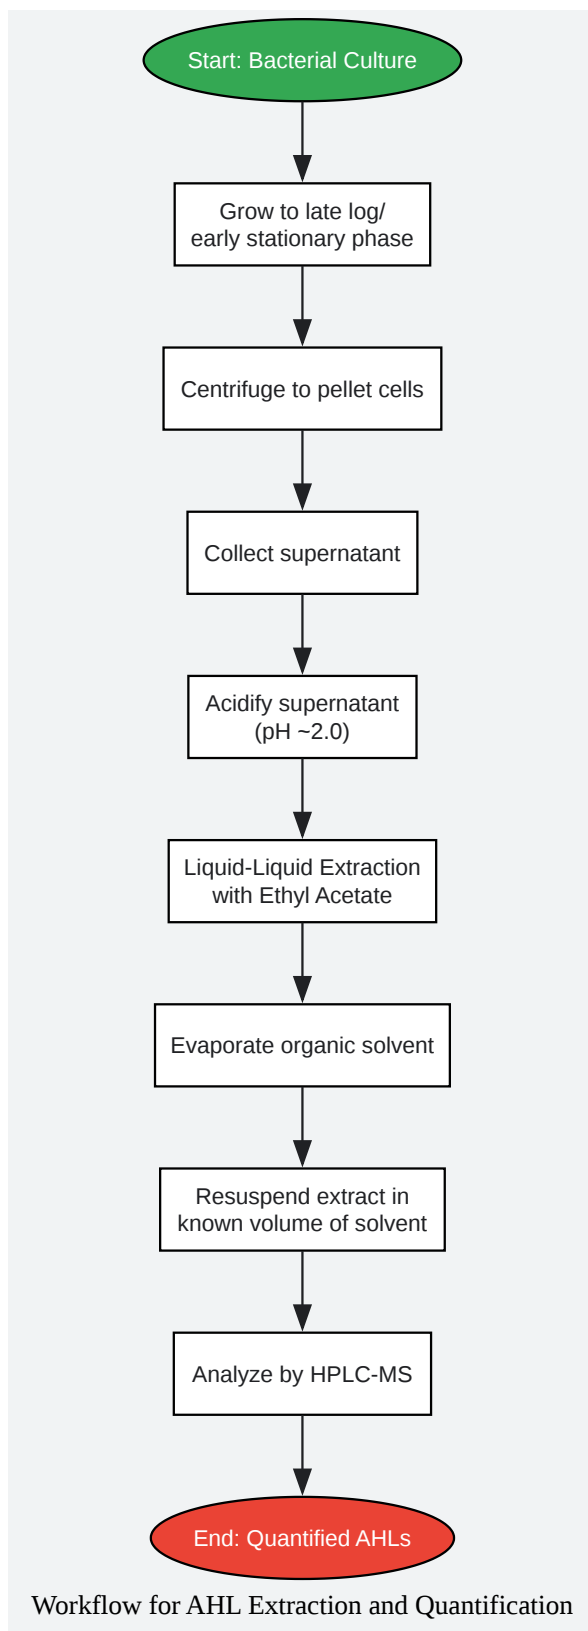 Start: Bacterial Culture
Grow to late log/
early stationary phase
Centrifuge to pellet cells
Collect supernatant
Acidify supernatant
(pH ~2.0)
Liquid-Liquid Extraction
with Ethyl Acetate
Evaporate organic solvent
Resuspend extract in
known volume of solvent
Analyze by HPLC-MS
End: Quantified AHLs
Workflow for AHL Extraction and Quantification